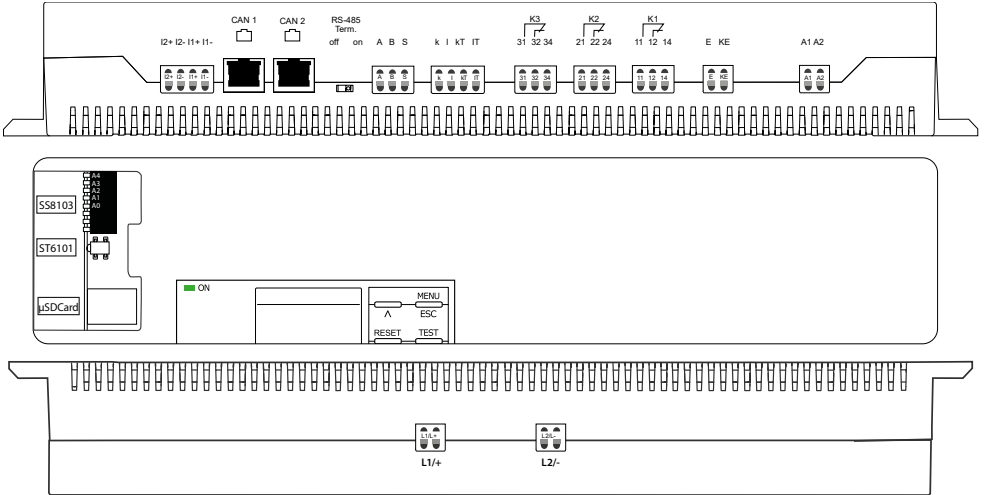 CAN 1 CAN 2 RS-485 K3 K2 K1
Term.
I2+ I2- I1+ I1- off on A B S k l kT lT 31 32 34 21 22 24 11 12 14 E KE A1 A2
I2+ I2- I1+ I1- A B S k l kT lT 31 32 34 21 22 24 11 12 14 E KE A1 A2
A4
A3
A2
A1
A0
SS8103
ST6101
µSDCard
ON
MENU
Λ ESC
RESET TEST
L1/L+ L2/L-
L1/+ L2/-